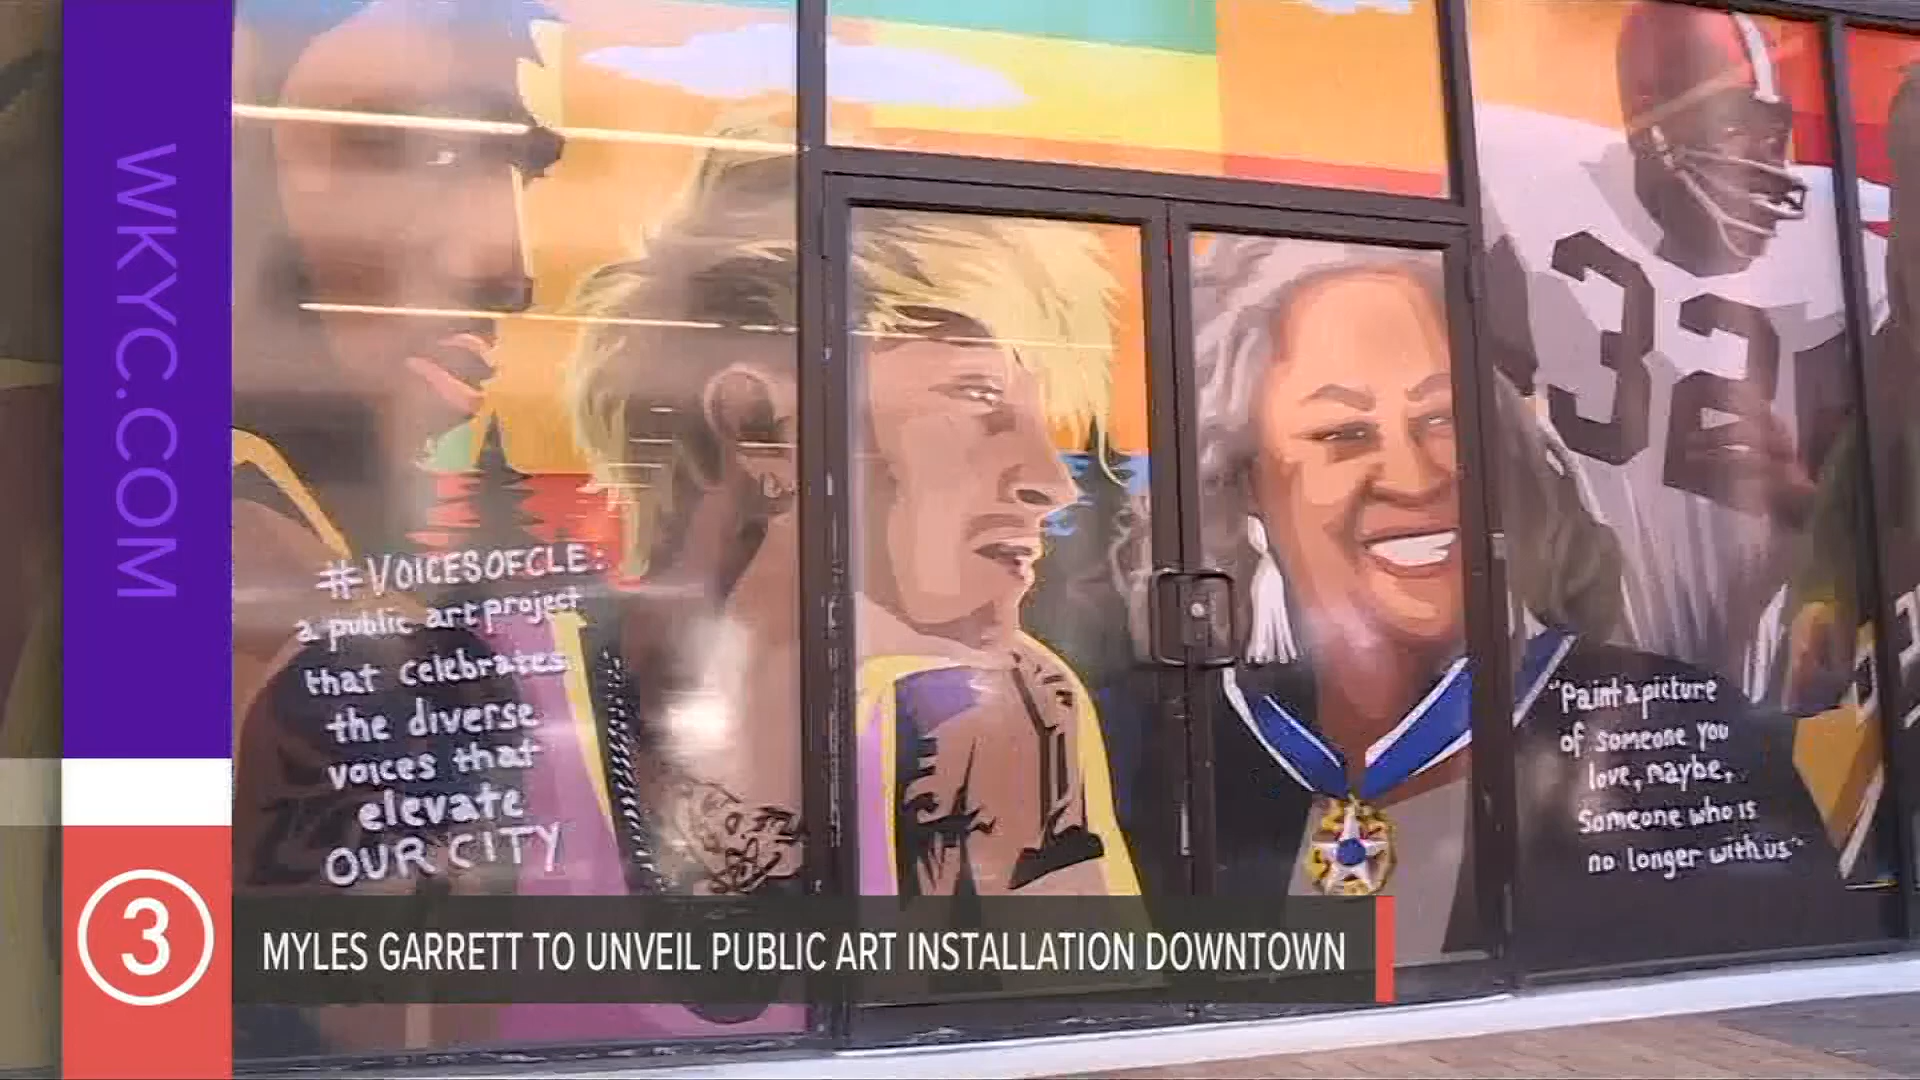 WKYC.COM
#VOICESOFCLE:
a public art project
that celebrates
the diverse
voices that
elevate
OUR CITY
32
"Paint a picture
of someone you
love, maybe,
someone who is
no longer with us"
3
MYLES GARRETT TO UNVEIL PUBLIC ART INSTALLATION DOWNTOWN